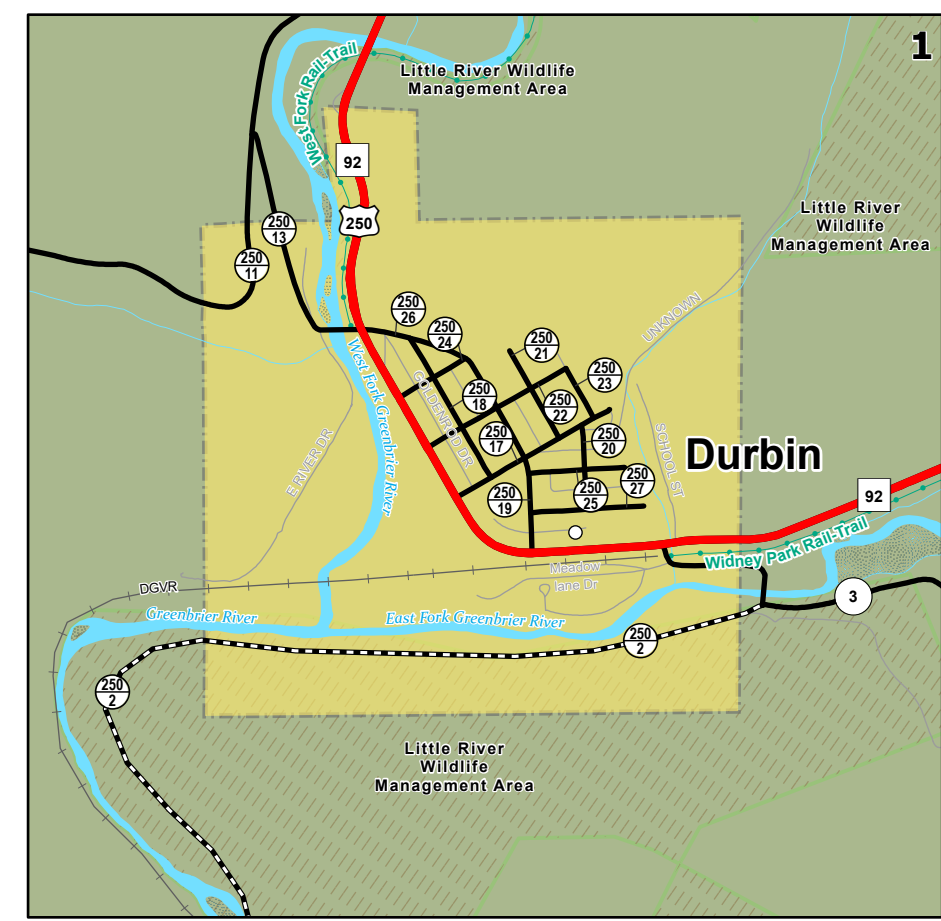 1
West Fork Rail-Trail
Little River Wildlife
Management Area
92
250
Little River
Wildlife
Management Area
250
13
250
11
250
26
250
24
250
21
250
23
UNKNOWN
West Fork Greenbrier River
GOLDENROD DR
250
18
250
22
250
17
250
20
E RIVER DR
SCHOOL ST
Durbin
250
19
250
25
250
27
92
Widney Park Rail-Trail
Meadow
lane Dr
DGVR
3
Greenbrier River
East Fork Greenbrier River
250
2
250
2
Little River
Wildlife
Management Area